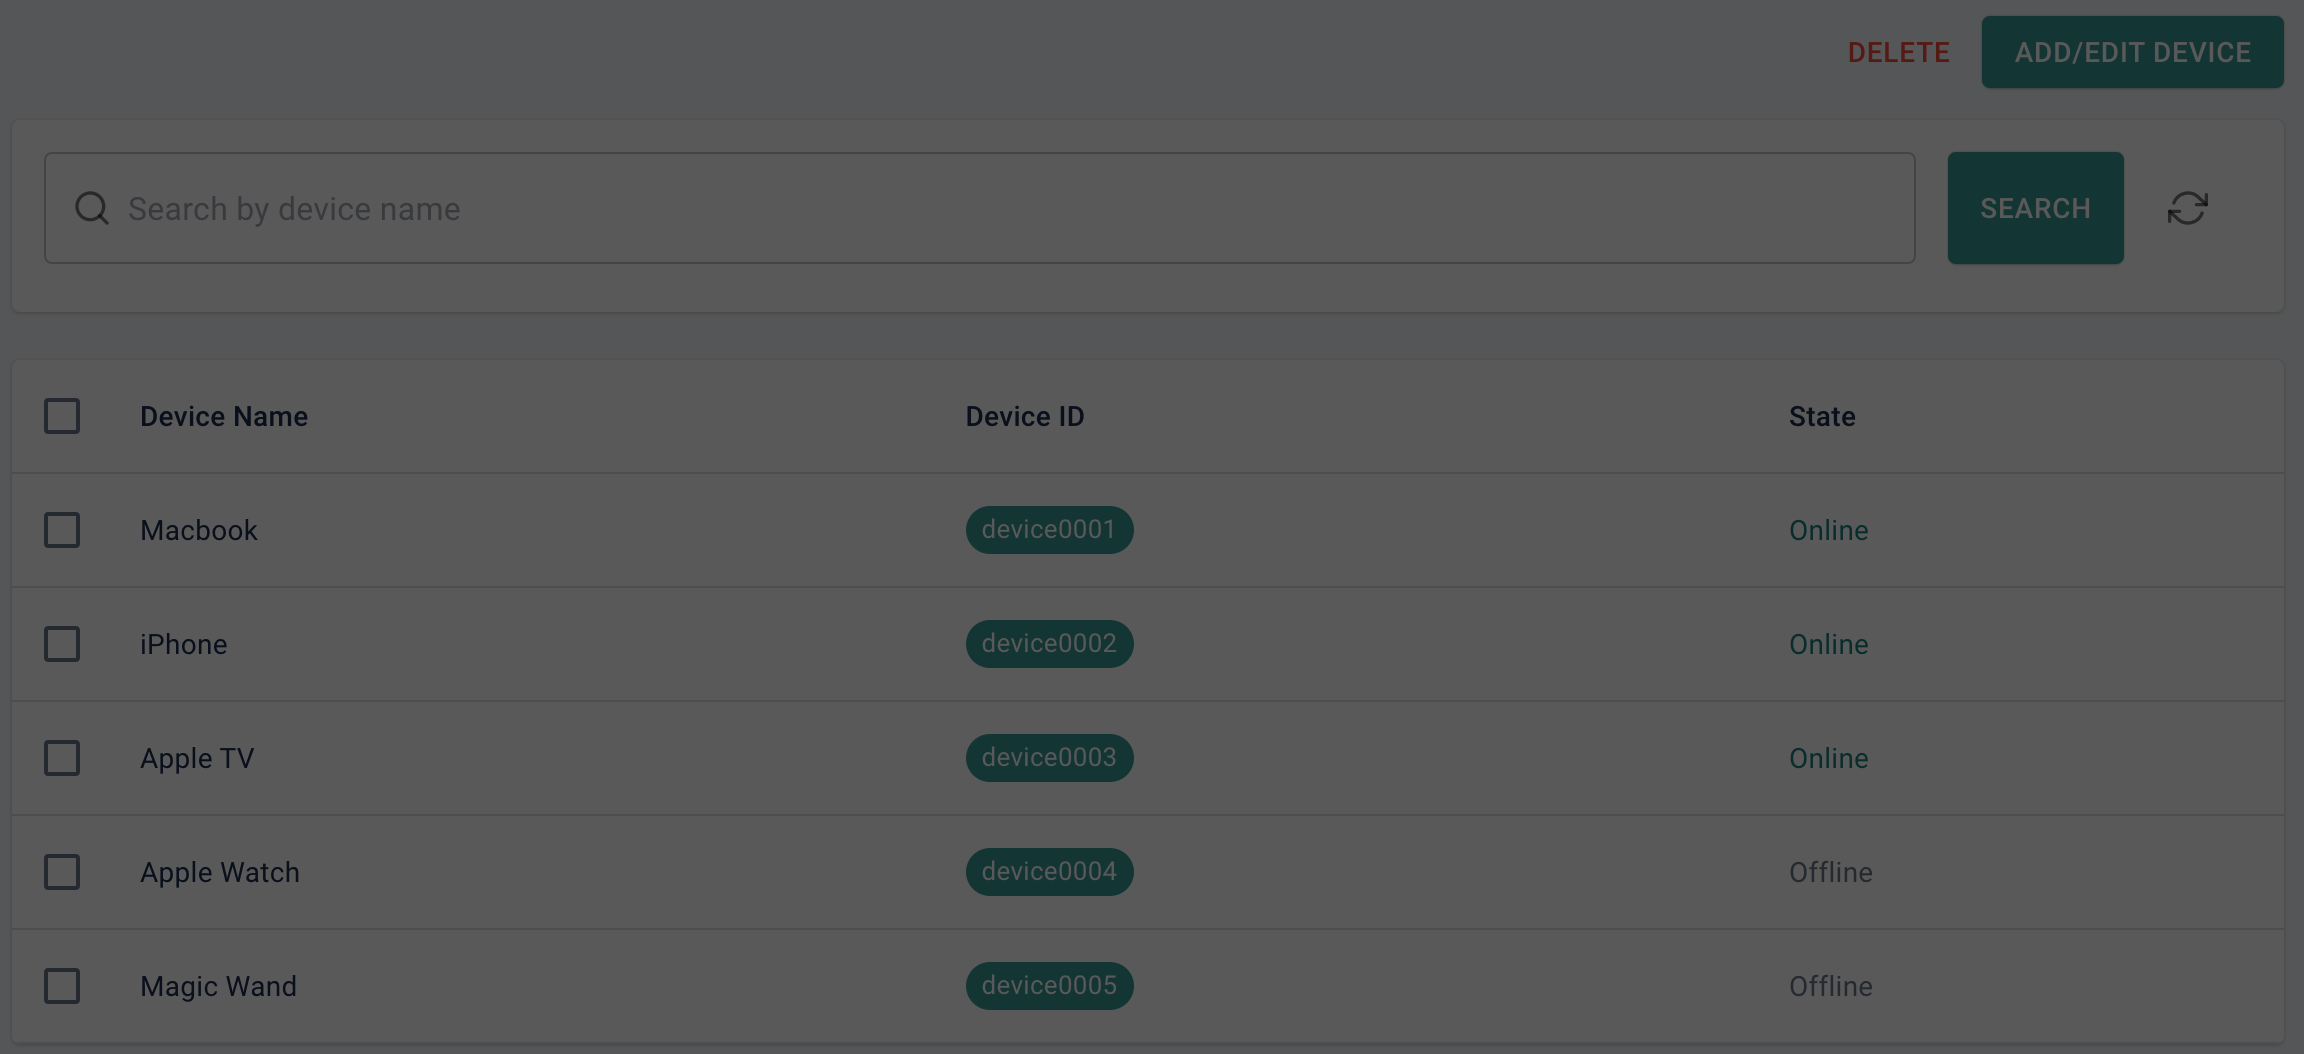 DELETE ADD/EDIT DEVICE
Search by device name SEARCH
Device Name Device ID State
Macbook device0001 Online
iPhone device0002 Online
Apple TV device0003 Online
Apple Watch device0004 Offline
Magic Wand device0005 Offline